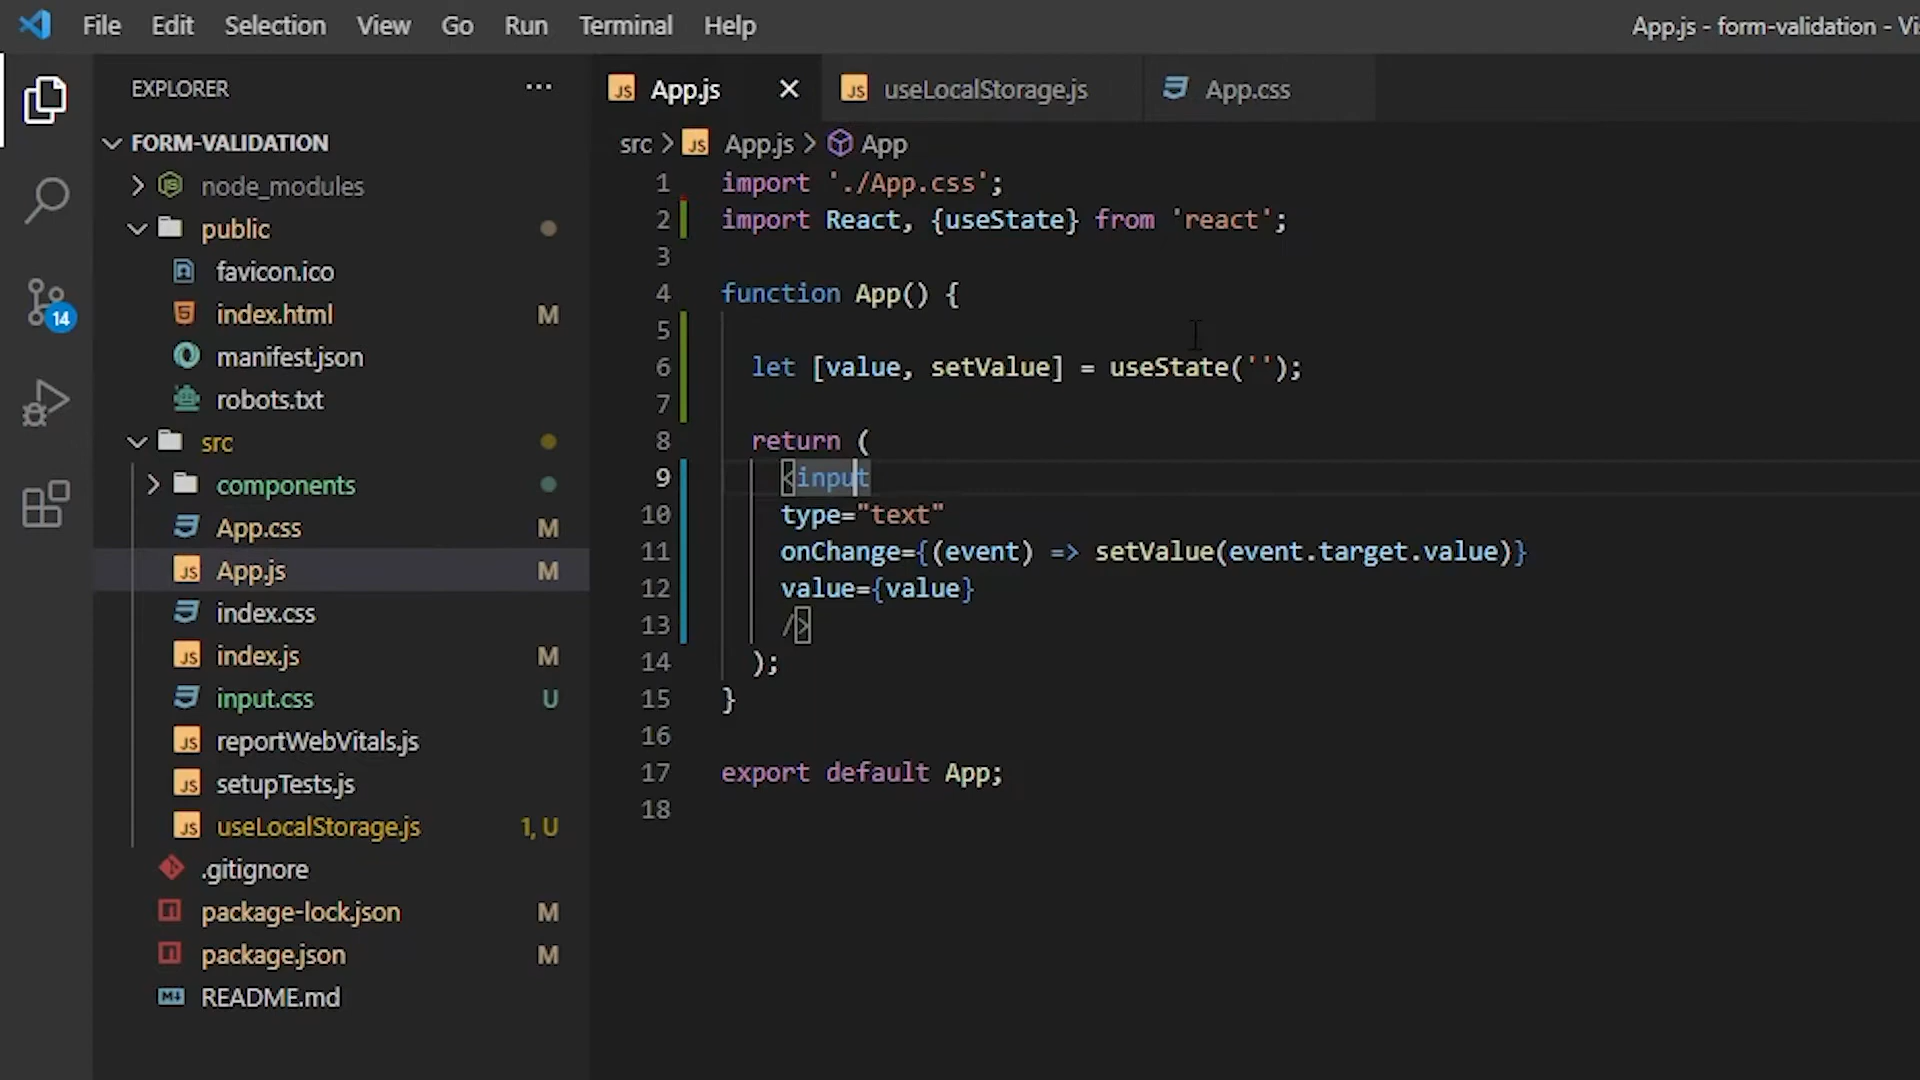 File Edit Selection View Go Run Terminal Help
App.js - form-validation - Vi
EXPLORER
FORM-VALIDATION
node_modules
public
favicon.ico
index.html M
manifest.json
robots.txt
src
components
App.css M
App.js M
index.css
index.js M
input.css U
reportWebVitals.js
setupTests.js
useLocalStorage.js 1, U
.gitignore
package-lock.json M
package.json M
README.md
14
App.js useLocalStorage.js App.css
src > App.js > App
1 import './App.css';
2 import React, {useState} from 'react';
3
4 function App() {
5
6 let [value, setValue] = useState('');
7
8 return (
9 <input
10 type="text"
11 onChange={(event) => setValue(event.target.value)}
12 value={value}
13 />
14 );
15 }
16
17 export default App;
18